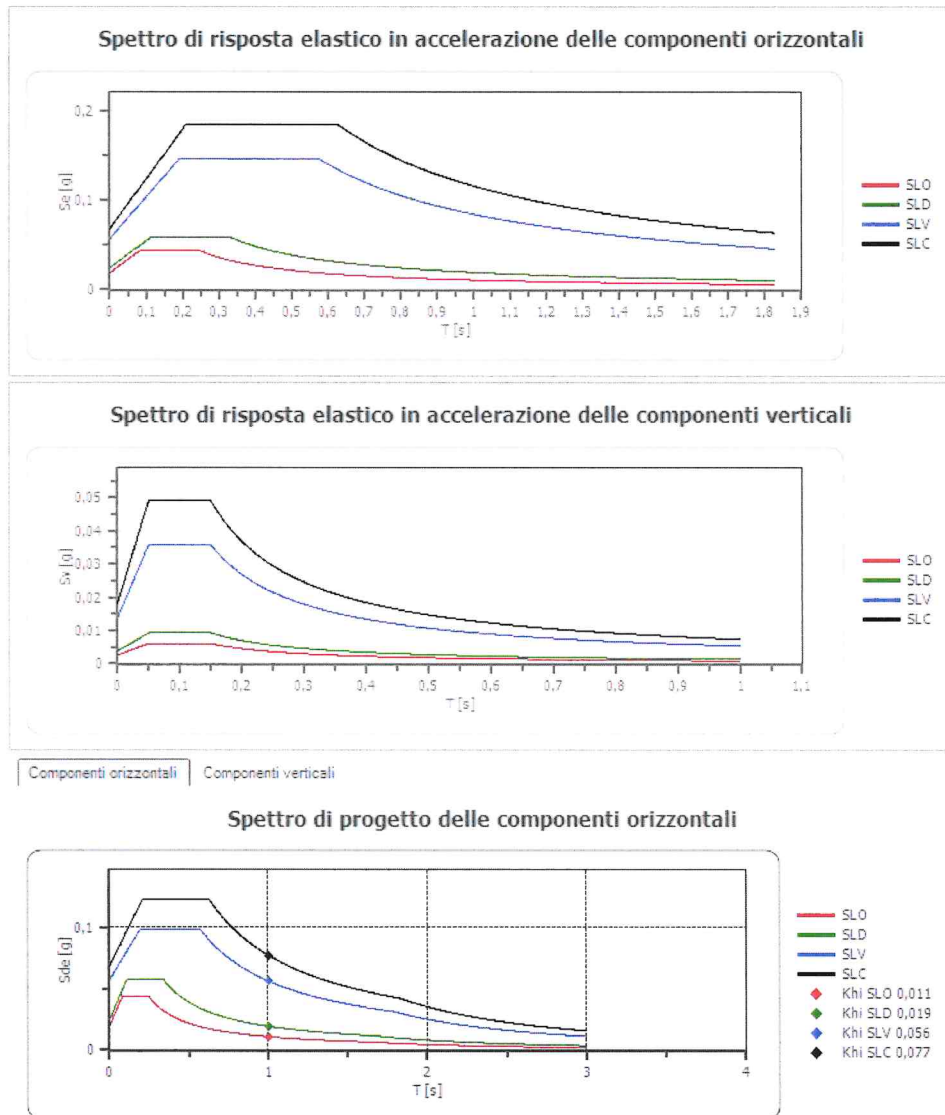 Spettro di risposta elastico in accelerazione delle componenti orizzontali
0,2
0,1
0
Se [g]
0 0,1 0,2 0,3 0,4 0,5 0,6 0,7 0,8 0,9 1 1,1 1,2 1,3 1,4 1,5 1,6 1,7 1,8 1,9
T [s]
SLO
SLD
SLV
SLC
Spettro di risposta elastico in accelerazione delle componenti verticali
0,05
0,04
0,03
0,02
0,01
0
Sv [g]
0 0,1 0,2 0,3 0,4 0,5 0,6 0,7 0,8 0,9 1 1,1
T [s]
SLO
SLD
SLV
SLC
Componenti orizzontali Componenti verticali
Spettro di progetto delle componenti orizzontali
0,1
0
Sde [g]
0 1 2 3 4
T [s]
SLO
SLD
SLV
SLC
Khi SLO 0,011
Khi SLD 0,019
Khi SLV 0,056
Khi SLC 0,077